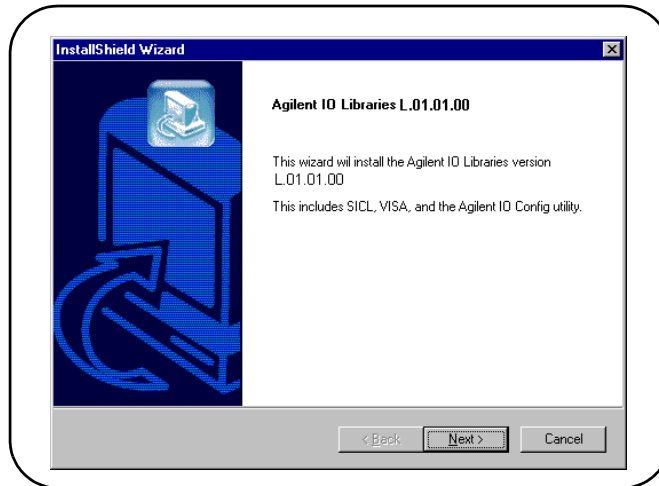 InstallShield Wizard
Agilent IO Libraries L.01.01.00
This wizard wil install the Agilent IO Libraries version
L.01.01.00
This includes SICL, VISA, and the Agilent IO Config utility.
< Back
Next >
Cancel